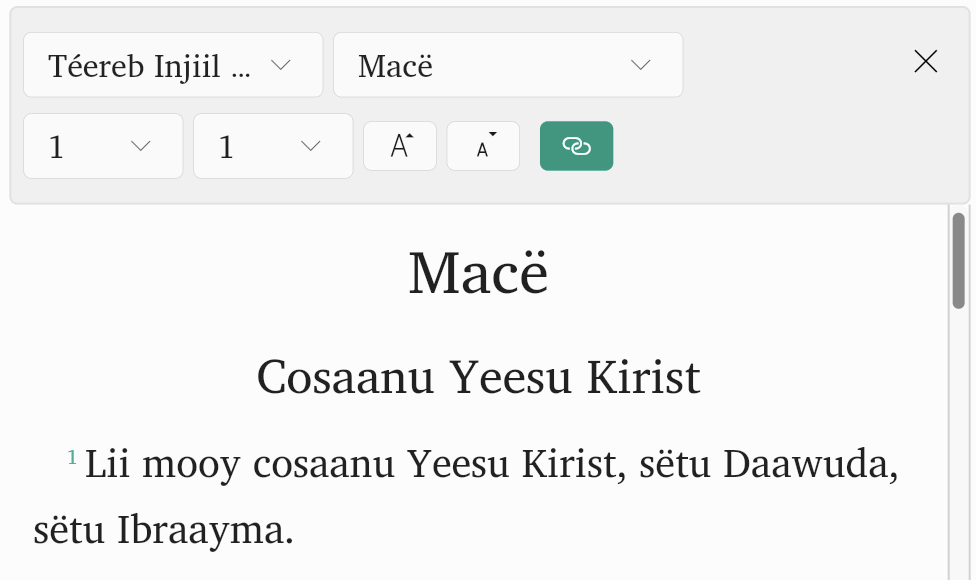 Téereb Injiil ...
Macë
1
1
A
A
Macë
Cosaanu Yeesu Kirist
1 Lii mooy cosaanu Yeesu Kirist, sëtu Daawuda,
sëtu Ibraayma.